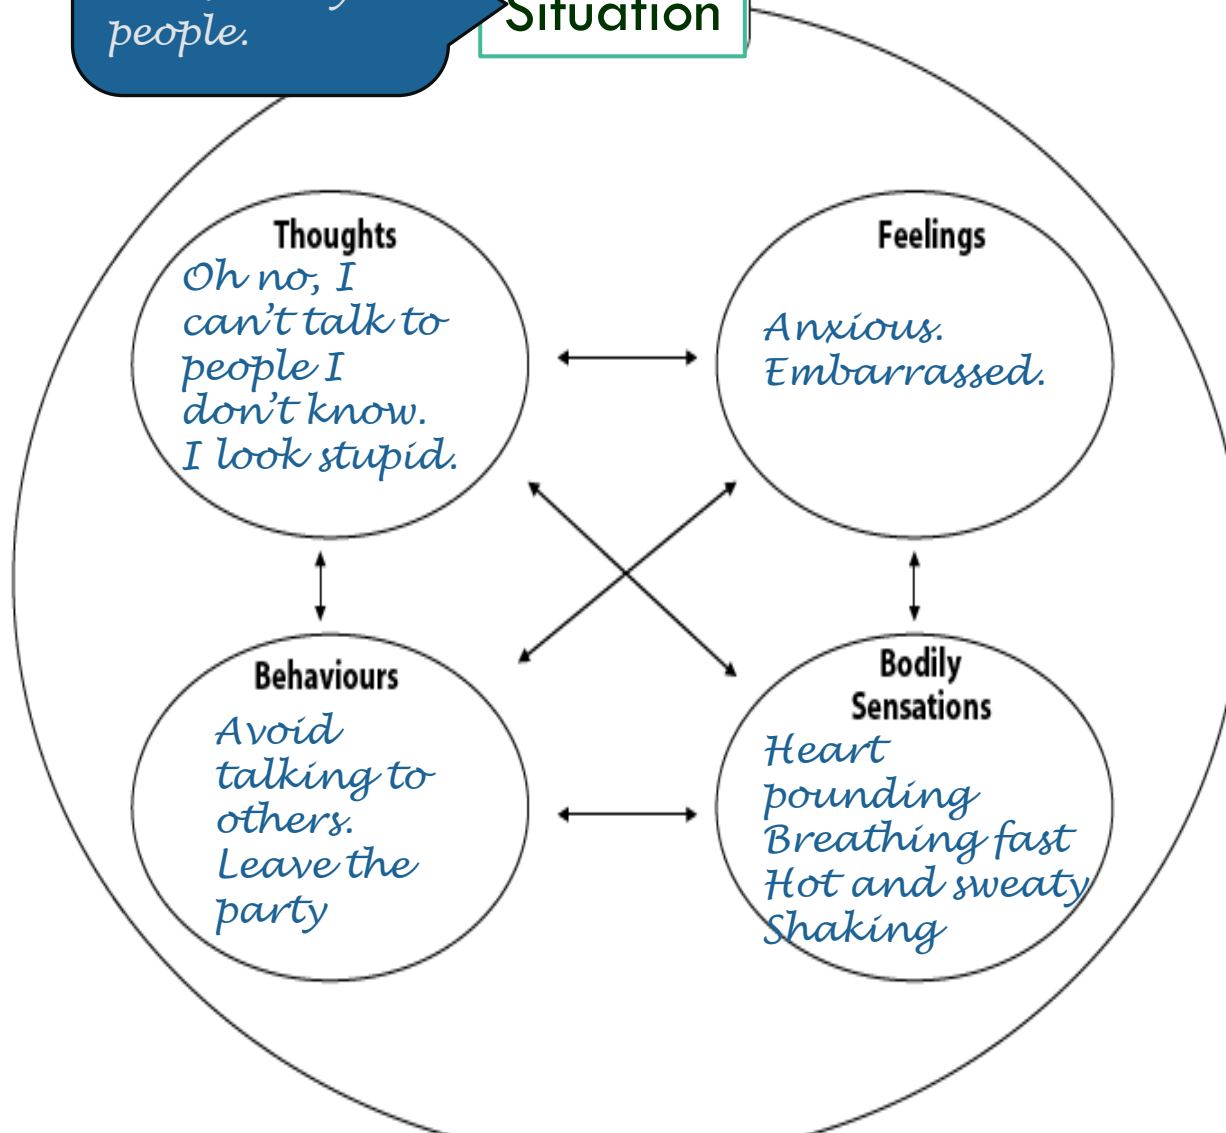 people.
Situation
Thoughts
Oh no, I
can't talk to
people I
don't know.
I look stupid.
Feelings
Anxious.
Embarrassed.
Behaviours
Avoid
talking to
others.
Leave the
party
Bodily
Sensations
Heart
pounding
Breathing fast
Hot and sweaty
Shaking